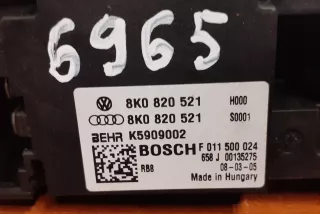 6965
8K0 820 521 H000
8K0 820 521 S0001
BEHR K5909002
BOSCH F 011 500 024
658 J 00135275
RB8 08-03-05
Made in Hungary